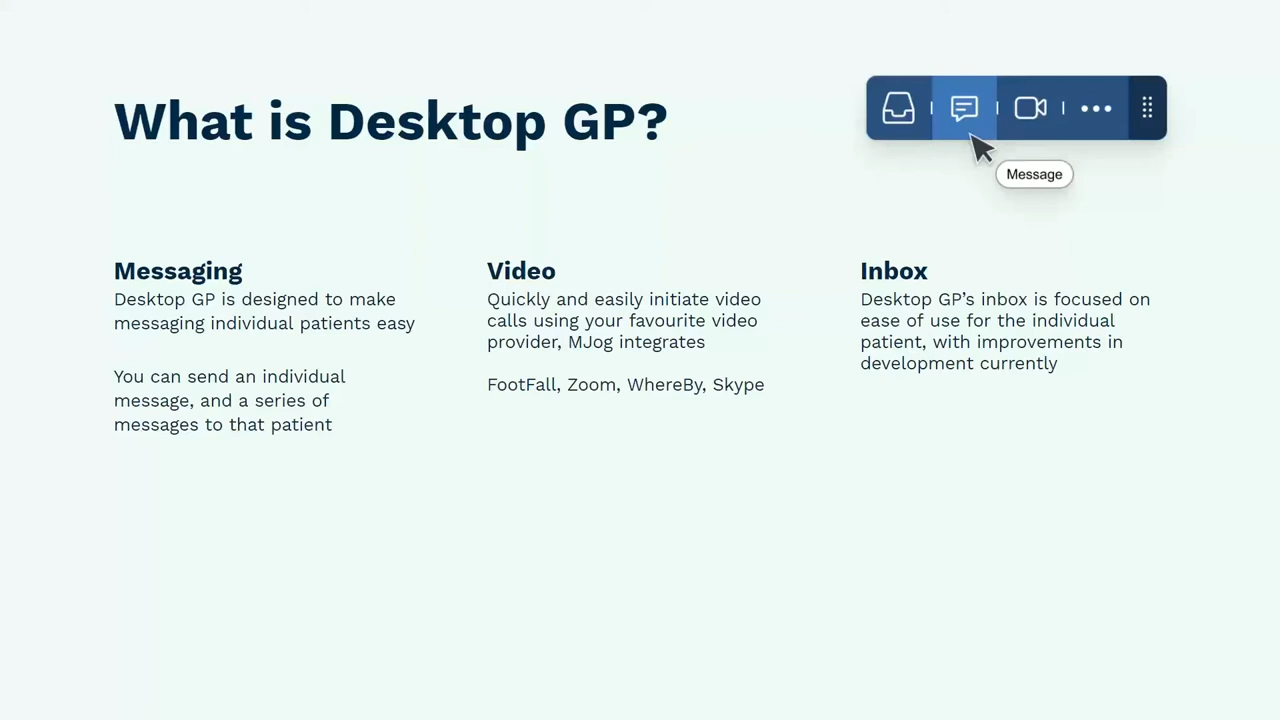 What is Desktop GP?
Message
Messaging
Desktop GP is designed to make
messaging individual patients easy
You can send an individual
message, and a series of
messages to that patient
Video
Quickly and easily initiate video
calls using your favourite video
provider, MJog integrates
FootFall, Zoom, WhereBy, Skype
Inbox
Desktop GP’s inbox is focused on
ease of use for the individual
patient, with improvements in
development currently